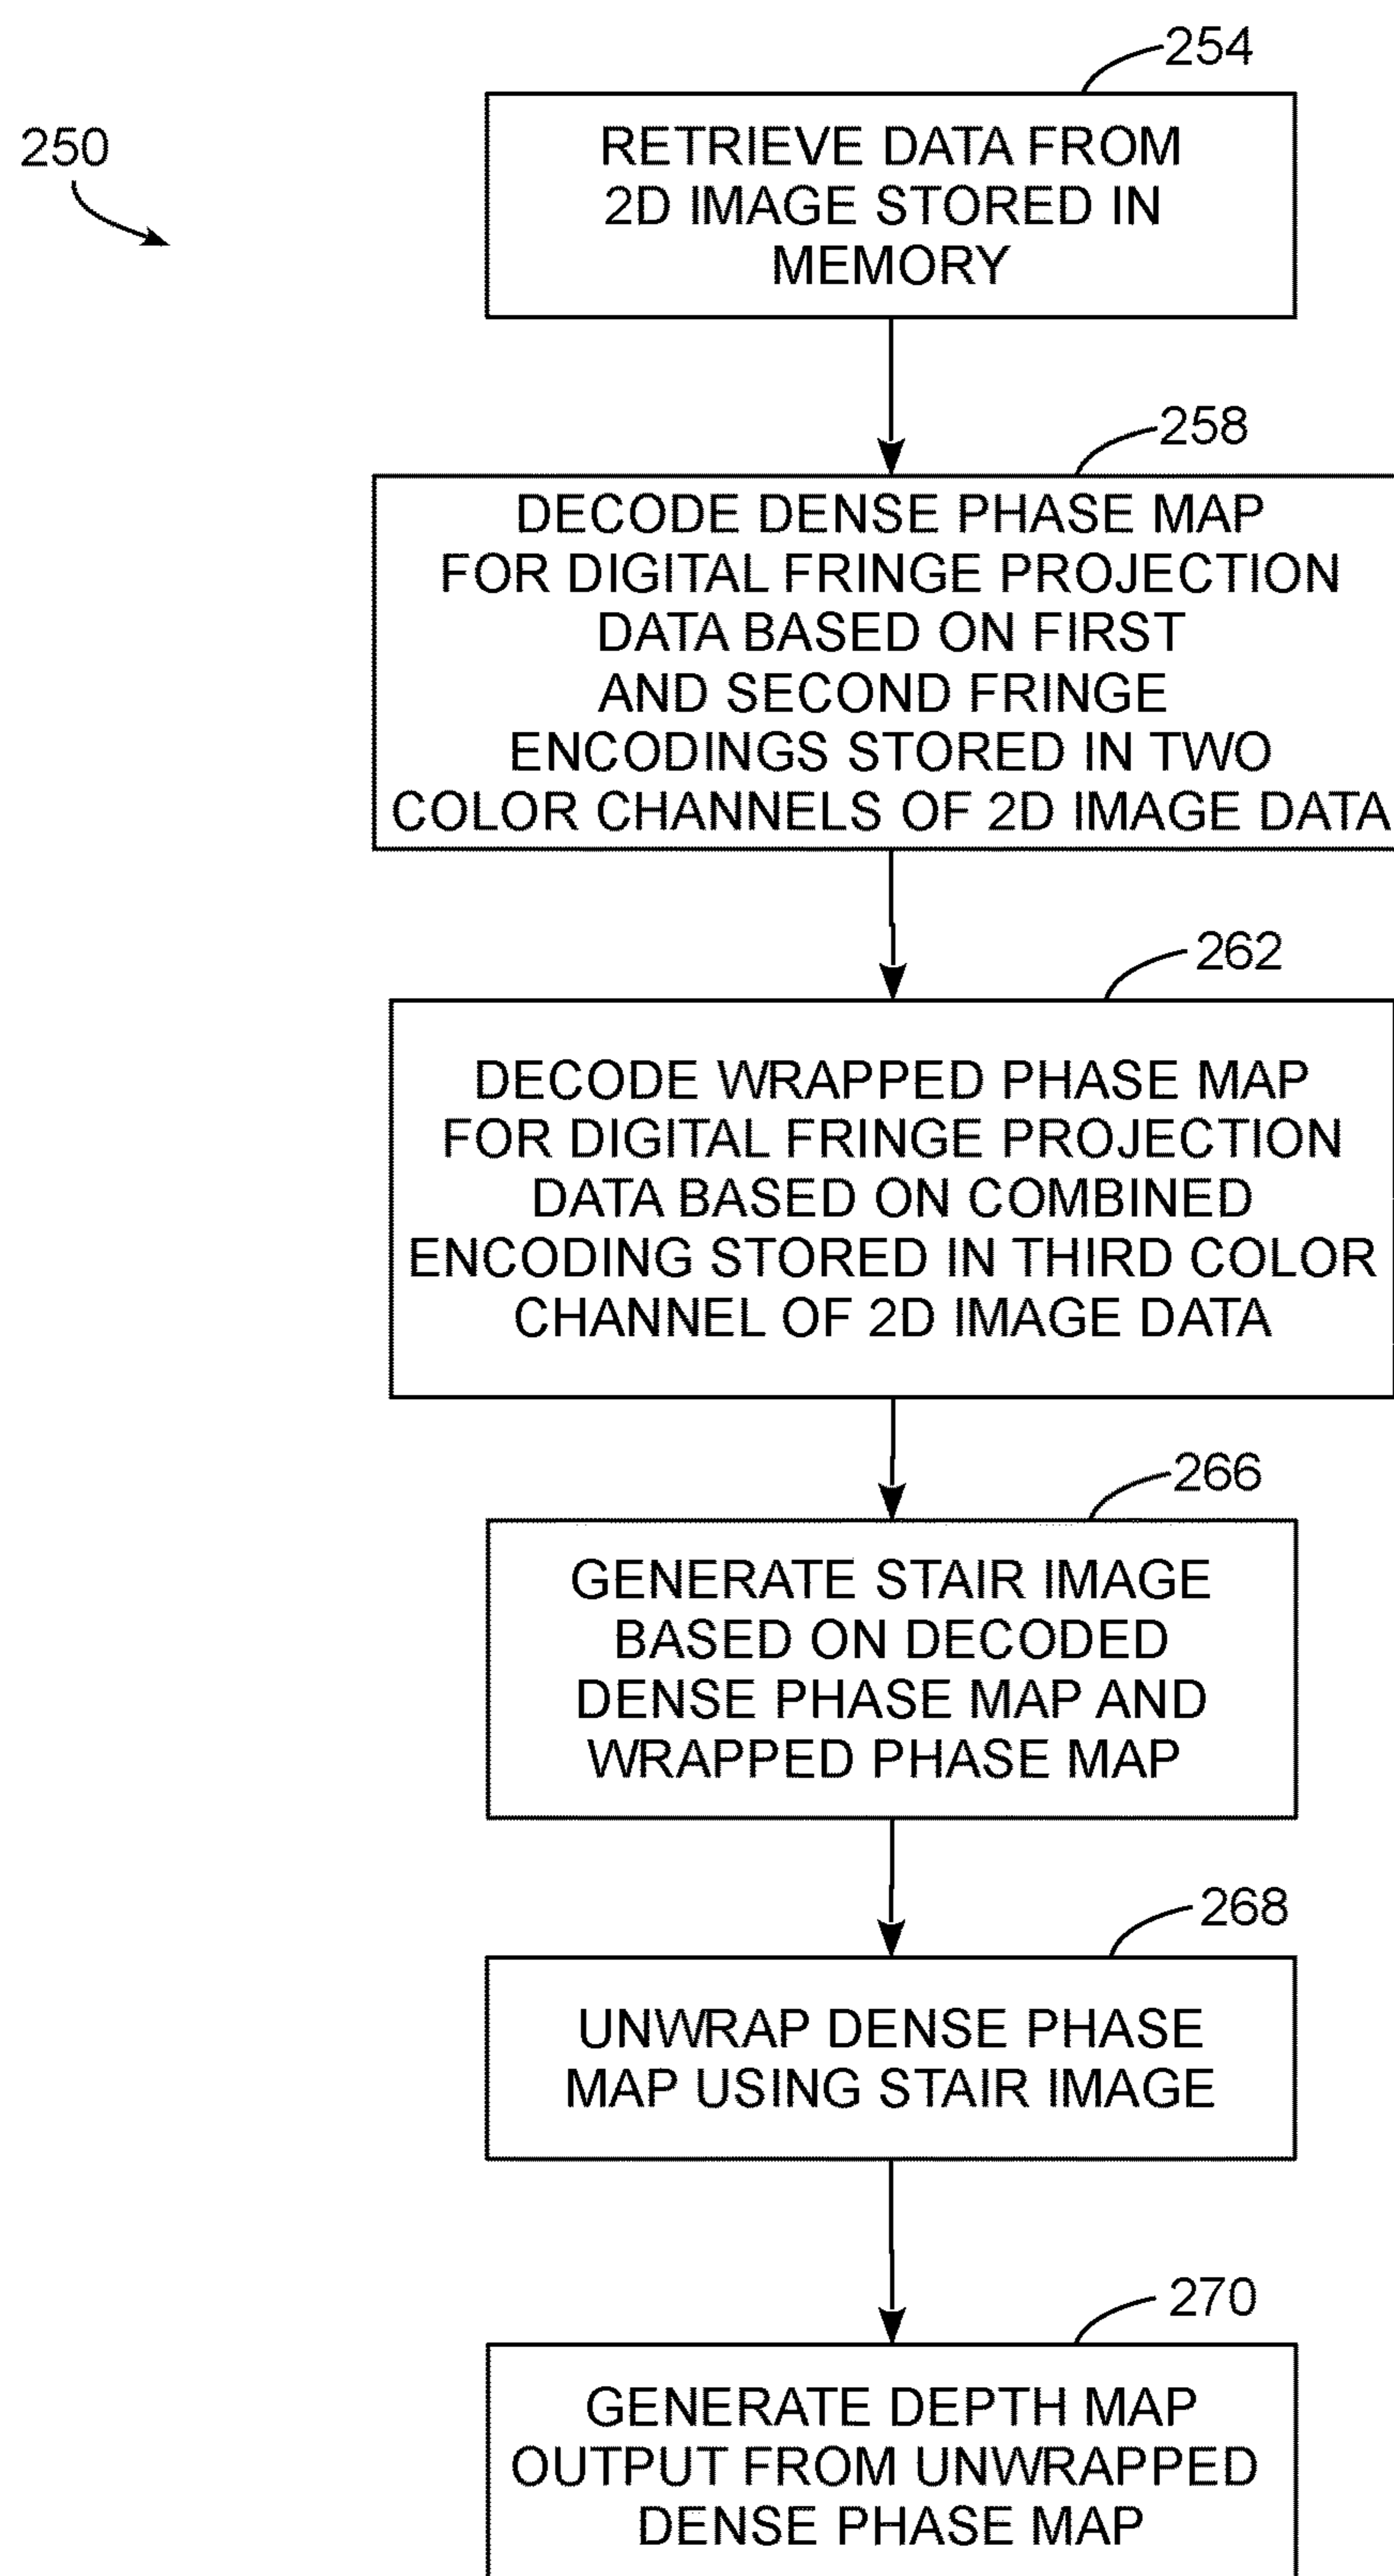 254
250
RETRIEVE DATA FROM
2D IMAGE STORED IN
MEMORY
258
DECODE DENSE PHASE MAP
FOR DIGITAL FRINGE PROJECTION
DATA BASED ON FIRST
AND SECOND FRINGE
ENCODINGS STORED IN TWO
COLOR CHANNELS OF 2D IMAGE DATA
262
DECODE WRAPPED PHASE MAP
FOR DIGITAL FRINGE PROJECTION
DATA BASED ON COMBINED
ENCODING STORED IN THIRD COLOR
CHANNEL OF 2D IMAGE DATA
266
GENERATE STAIR IMAGE
BASED ON DECODED
DENSE PHASE MAP AND
WRAPPED PHASE MAP
268
UNWRAP DENSE PHASE
MAP USING STAIR IMAGE
270
GENERATE DEPTH MAP
OUTPUT FROM UNWRAPPED
DENSE PHASE MAP